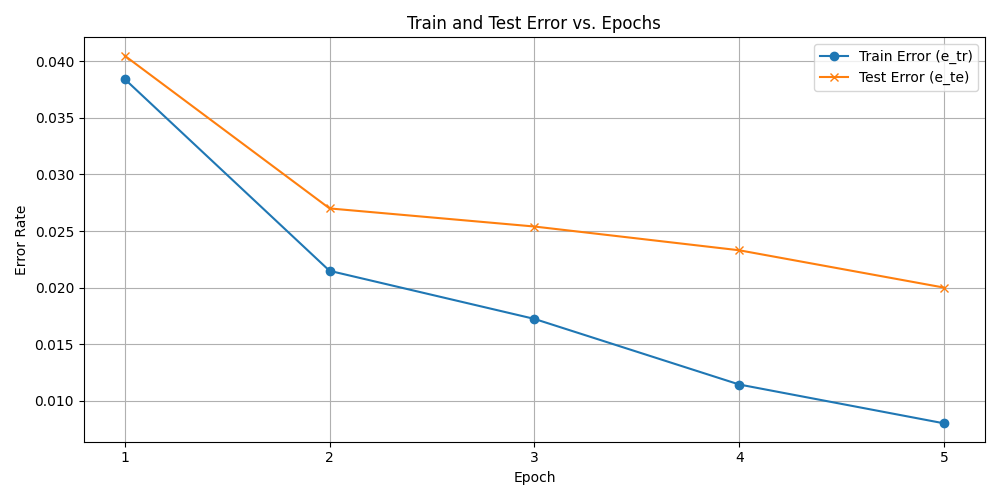 Train and Test Error vs. Epochs
Train Error (e_tr)
Test Error (e_te)
0.040
0.035
0.030
0.025
0.020
0.015
0.010
Error Rate
1 2 3 4 5
Epoch